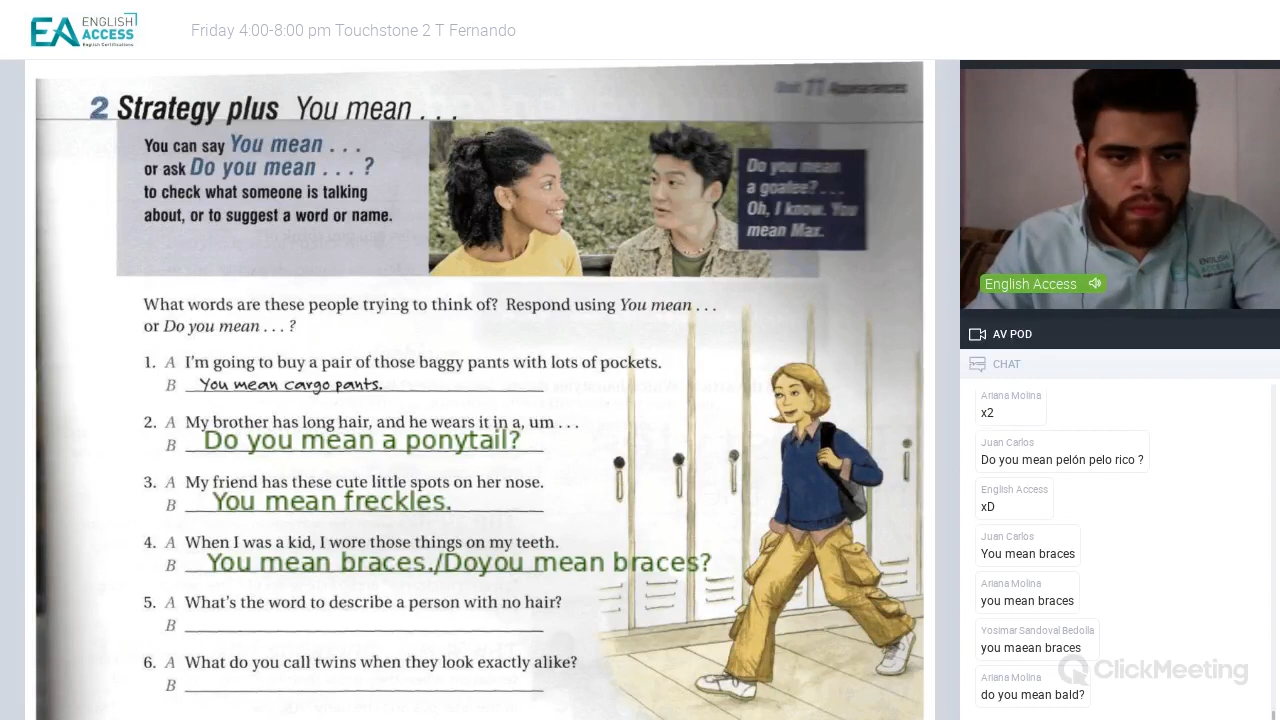 EA ENGLISH ACCESS
English Certifications
Friday 4:00-8:00 pm Touchstone 2 T Fernando
Unit 11 Appearances
2 Strategy plus You mean . . .
You can say You mean . . .
or ask Do you mean . . . ?
to check what someone is talking
about, or to suggest a word or name.
Do you mean
a goatee? . . .
Oh, I know. You
mean Max.
What words are these people trying to think of? Respond using You mean . . .
or Do you mean . . . ?
1. A I'm going to buy a pair of those baggy pants with lots of pockets.
B You mean cargo pants.
2. A My brother has long hair, and he wears it in a, um . . .
B Do you mean a ponytail?
3. A My friend has these cute little spots on her nose.
B You mean freckles.
4. A When I was a kid, I wore those things on my teeth.
B You mean braces./Doyou mean braces?
5. A What's the word to describe a person with no hair?
B
6. A What do you call twins when they look exactly alike?
B
ENGLISH
ACCESS
English Access
AV POD
CHAT
Ariana Molina
x2
Juan Carlos
Do you mean pelón pelo rico ?
English Access
xD
Juan Carlos
You mean braces
Ariana Molina
you mean braces
Yosimar Sandoval Bedolla
you maean braces
Ariana Molina
do you mean bald?
ClickMeeting